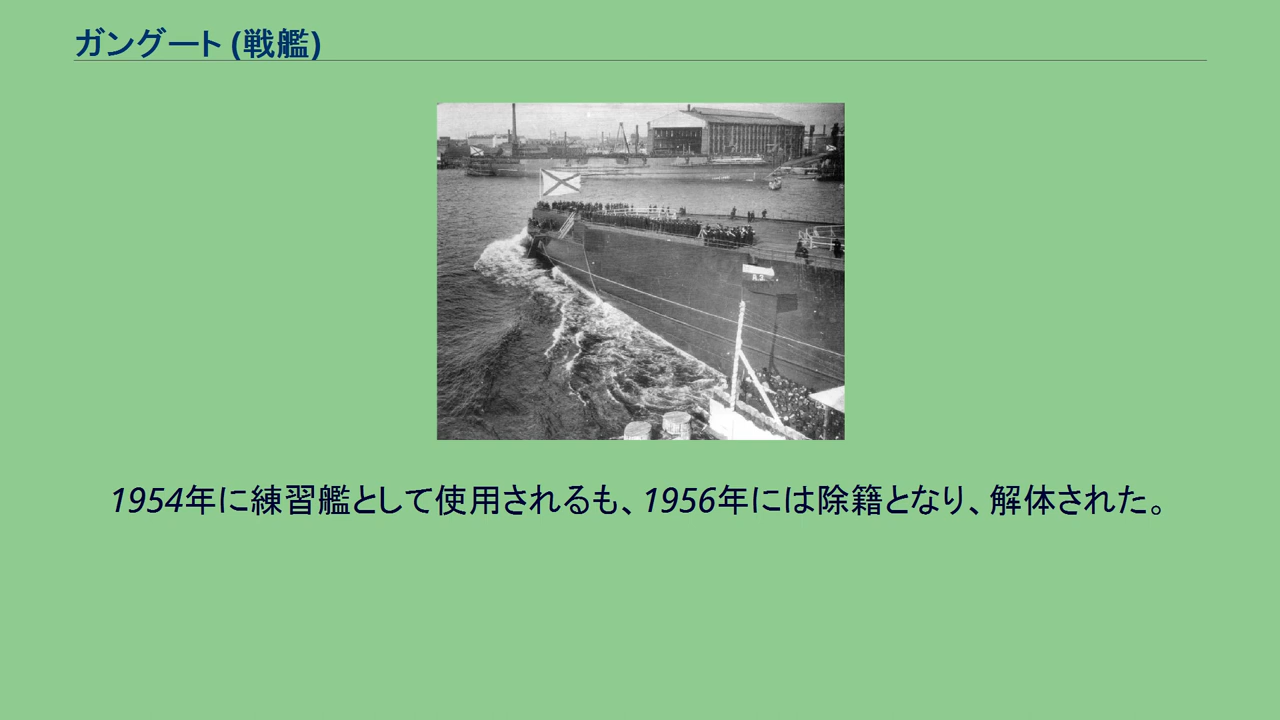 ガングート (戦艦)
1954年に練習艦として使用されるも、1956年には除籍となり、解体された。